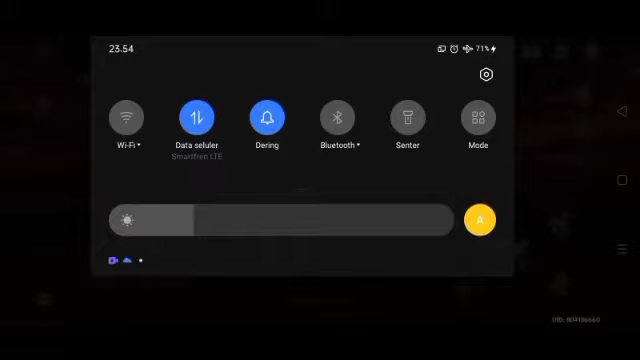 23.54
71%
Wi-Fi
Data seluler
Smartfren LTE
Dering
Bluetooth
Senter
Mode
A